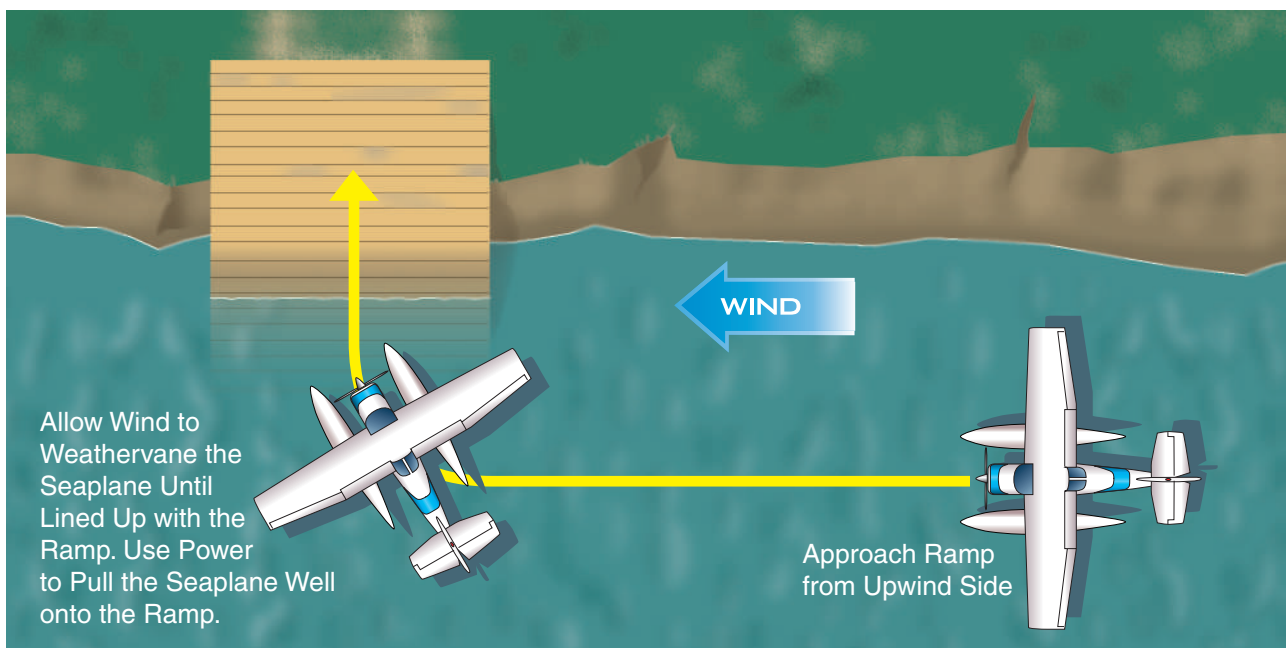 WIND
Allow Wind to
Weathervane the
Seaplane Until
Lined Up with the
Ramp. Use Power
to Pull the Seaplane Well
onto the Ramp.
Approach Ramp
from Upwind Side